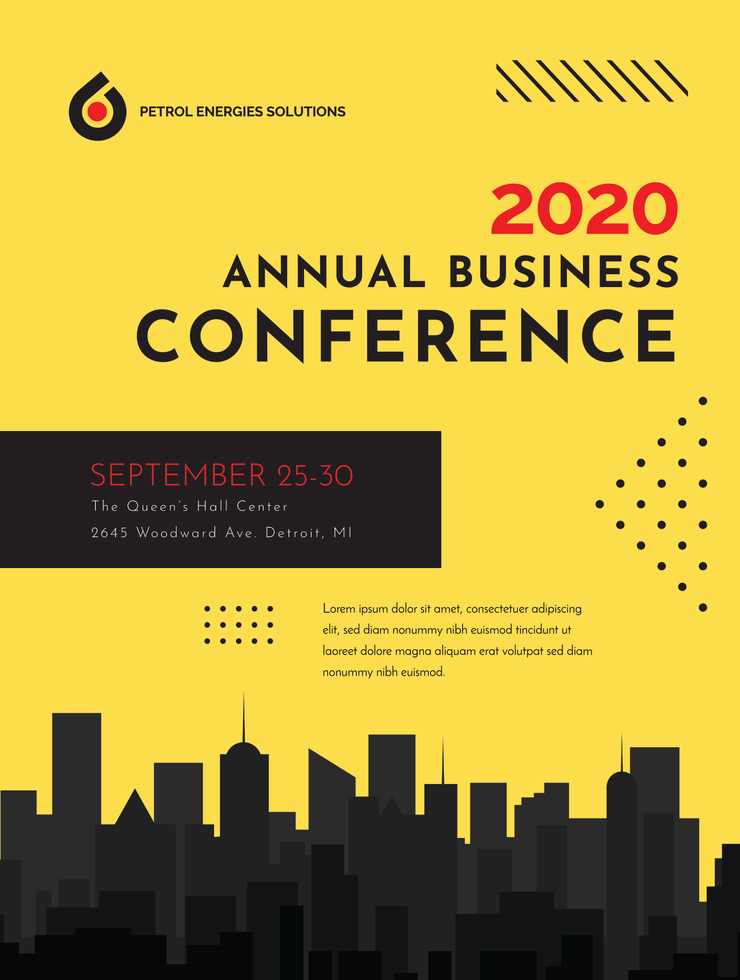 PETROL ENERGIES SOLUTIONS
2020
ANNUAL BUSINESS
CONFERENCE
SEPTEMBER 25-30
The Queen's Hall Center
2645 Woodward Ave. Detroit, MI
Lorem ipsum dolor sit amet, consectetuer adipiscing
elit, sed diam nonummy nibh euismod tincidunt ut
laoreet dolore magna aliquam erat volutpat sed diam
nonummy nibh euismod.